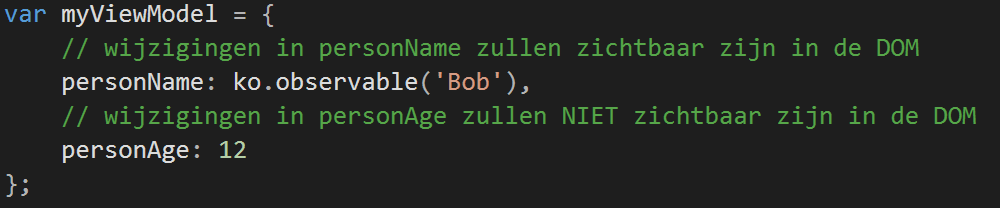 var myViewModel = {
    // wijzigingen in personName zullen zichtbaar zijn in de DOM
    personName: ko.observable('Bob'),
    // wijzigingen in personAge zullen NIET zichtbaar zijn in de DOM
    personAge: 12
};